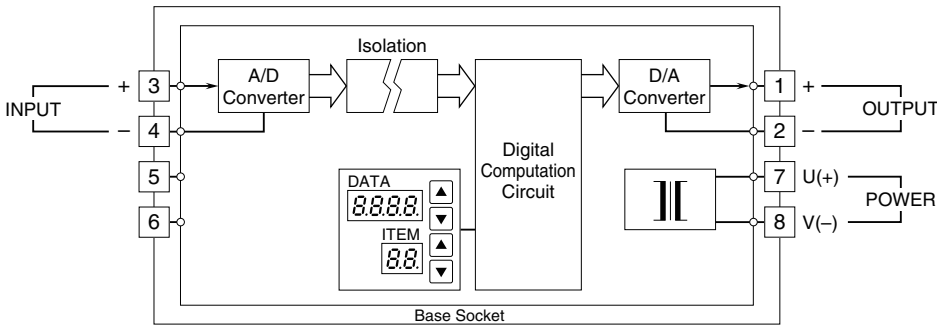 Isolation
INPUT
+ 3
A/D
Converter
D/A
Converter
1 +
OUTPUT
– 4
2 –
Digital
Computation
Circuit
5
6
DATA
8.8.8.8.
▲
▼
ITEM
8.8.
▲
▼
7 U(+)
POWER
8 V(–)
Base Socket